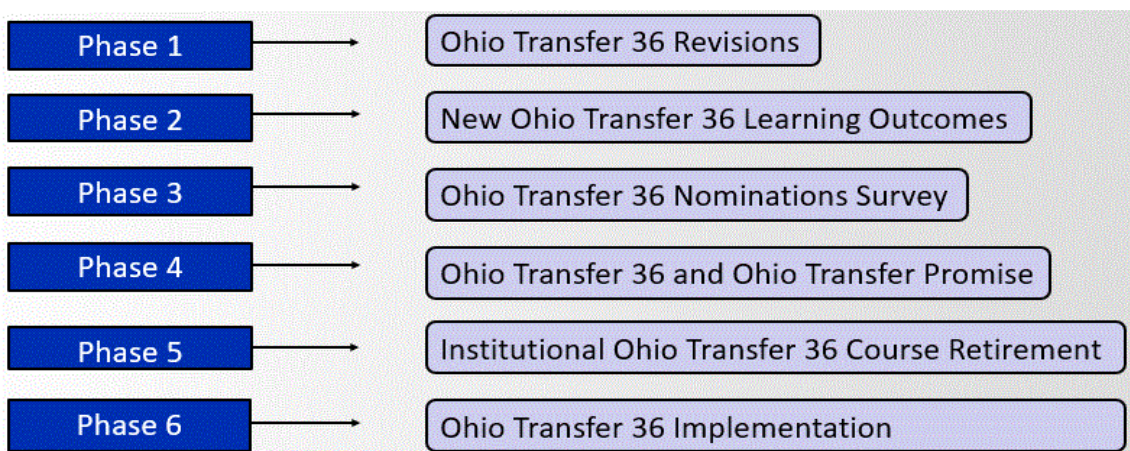 Phase 1
Ohio Transfer 36 Revisions
Phase 2
New Ohio Transfer 36 Learning Outcomes
Phase 3
Ohio Transfer 36 Nominations Survey
Phase 4
Ohio Transfer 36 and Ohio Transfer Promise
Phase 5
Institutional Ohio Transfer 36 Course Retirement
Phase 6
Ohio Transfer 36 Implementation